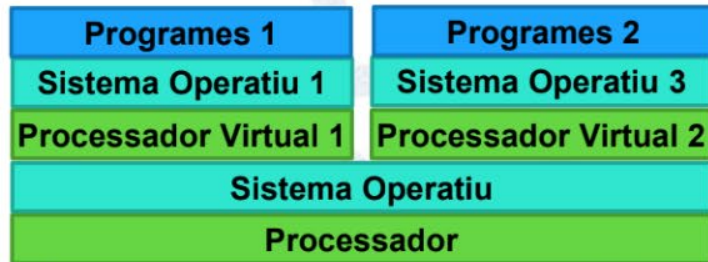 Programes 1
Programes 2
Sistema Operatiu 1
Sistema Operatiu 3
Processador Virtual 1
Processador Virtual 2
Sistema Operatiu
Processador